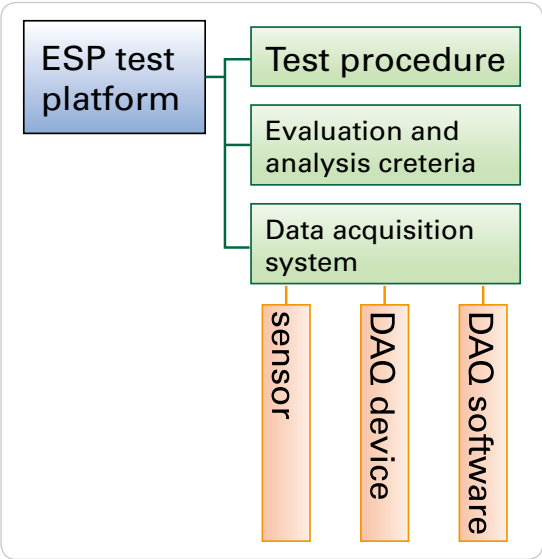 ESP test
platform
Test procedure
Evaluation and
analysis creteria
Data acquisition
system
sensor
DAQ device
DAQ software